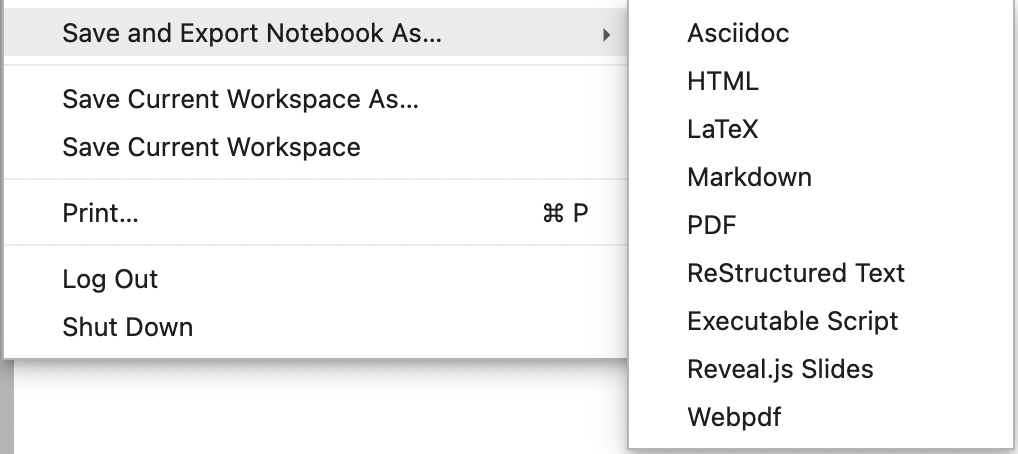 Save and Export Notebook As...
Save Current Workspace As...
Save Current Workspace
Print...
⌘ P
Log Out
Shut Down
Asciidoc
HTML
LaTeX
Markdown
PDF
ReStructured Text
Executable Script
Reveal.js Slides
Webpdf